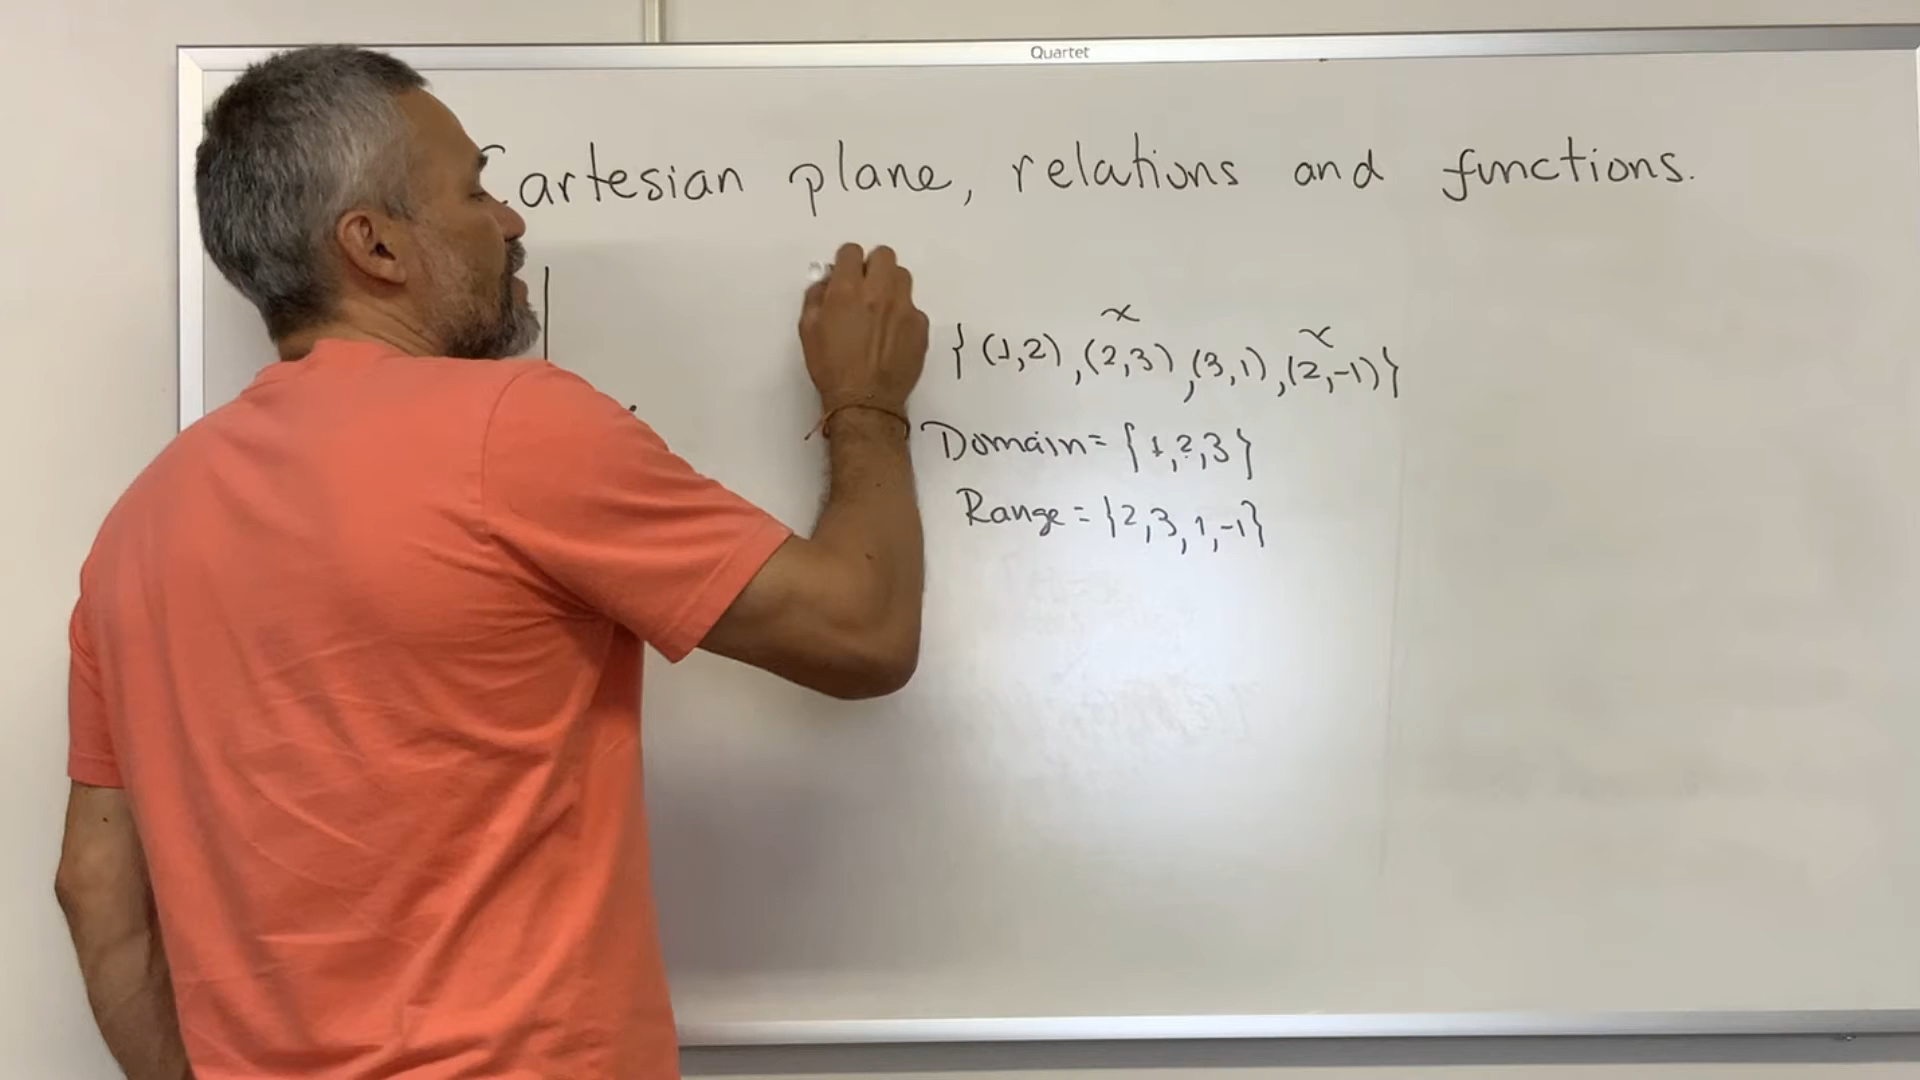 Quartet
Cartesian plane, relations and functions.
x x
{(1,2),(2,3),(3,1),(2,-1)}
Domain={1,2,3}
Range={2,3,1,-1}